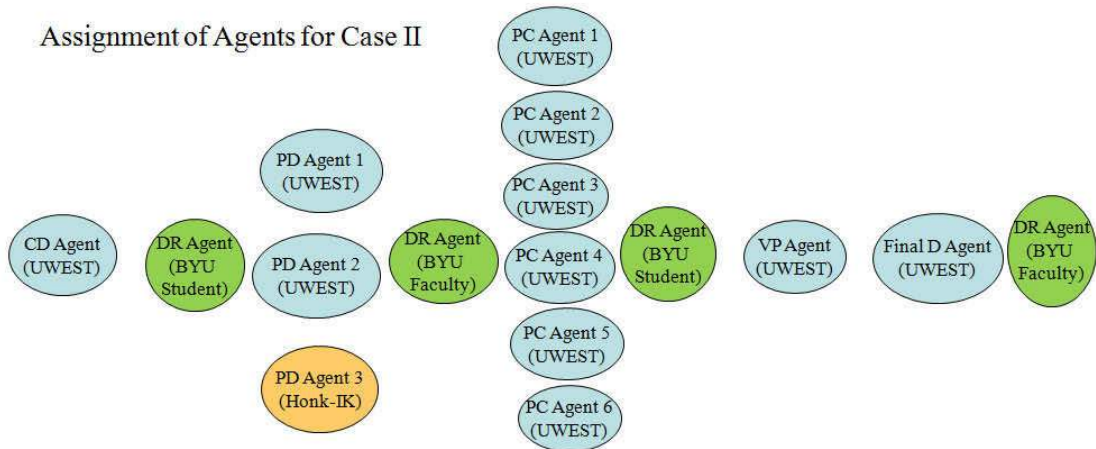 Assignment of Agents for Case II
CD Agent
(UWEST)
DR Agent
(BYU
Student)
PD Agent 1
(UWEST)
PD Agent 2
(UWEST)
PD Agent 3
(Honk-IK)
DR Agent
(BYU
Faculty)
PC Agent 1
(UWEST)
PC Agent 2
(UWEST)
PC Agent 3
(UWEST)
PC Agent 4
(UWEST)
PC Agent 5
(UWEST)
PC Agent 6
(UWEST)
DR Agent
(BYU
Student)
VP Agent
(UWEST)
Final D Agent
(UWEST)
DR Agent
(BYU
Faculty)